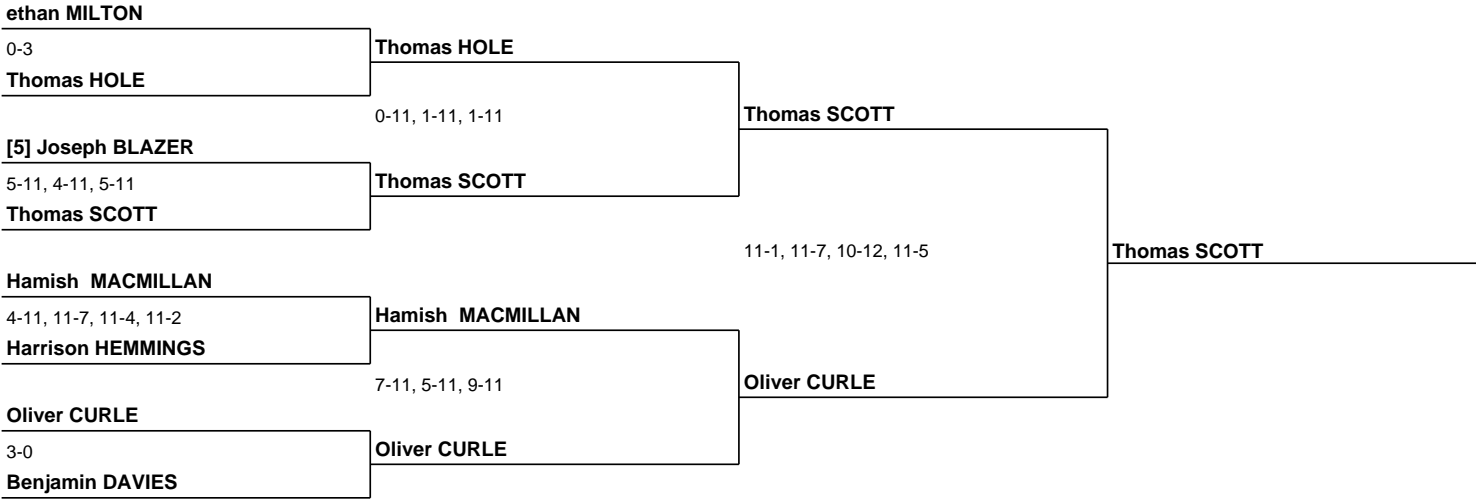 ethan MILTON
0-3
Thomas HOLE
Thomas HOLE
0-11, 1-11, 1-11
Thomas SCOTT
[5] Joseph BLAZER
5-11, 4-11, 5-11
Thomas SCOTT
Thomas SCOTT
11-1, 11-7, 10-12, 11-5
Thomas SCOTT
Hamish  MACMILLAN
4-11, 11-7, 11-4, 11-2
Hamish  MACMILLAN
Harrison HEMMINGS
7-11, 5-11, 9-11
Oliver CURLE
Oliver CURLE
3-0
Oliver CURLE
Benjamin DAVIES